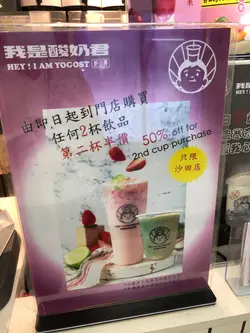 我是酸奶君
HEY! I AM YOGOST
由即日起到門店購買
任何2杯飲品
第二杯半價
50% off for
2nd cup purchase
只限
沙田店